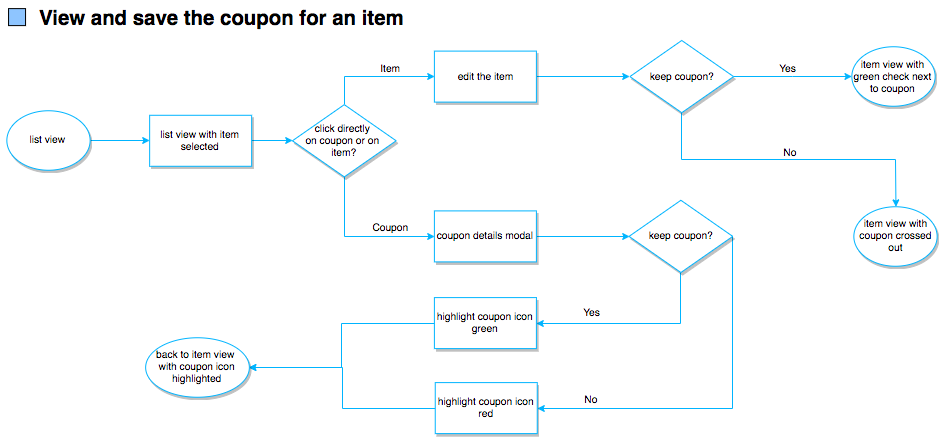 View and save the coupon for an item
list view
list view with item
selected
click directly
on coupon or on
item?
Item
edit the item
keep coupon?
Yes
item view with
green check next
to coupon
No
item view with
coupon crossed
out
Coupon
coupon details modal
keep coupon?
Yes
highlight coupon icon
green
No
highlight coupon icon
red
back to item view
with coupon icon
highlighted